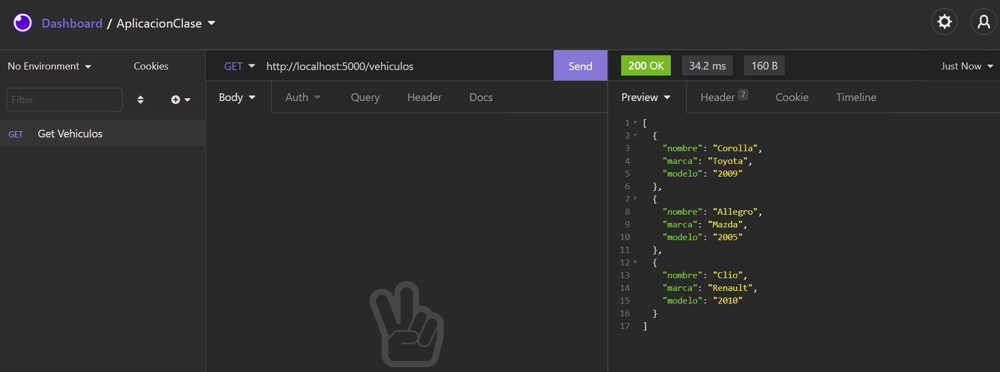 Dashboard / AplicacionClase
No Environment
Cookies
Filter
GET Get Vehiculos
GET http://localhost:5000/vehiculos
Send
Body
Auth
Query
Header
Docs
200 OK
34.2 ms
160 B
Just Now
Preview
Header 7
Cookie
Timeline
1 [
2 {
3 "nombre": "Corolla",
4 "marca": "Toyota",
5 "modelo": "2009"
6 },
7 {
8 "nombre": "Allegro",
9 "marca": "Mazda",
10 "modelo": "2005"
11 },
12 {
13 "nombre": "Clio",
14 "marca": "Renault",
15 "modelo": "2010"
16 }
17 ]